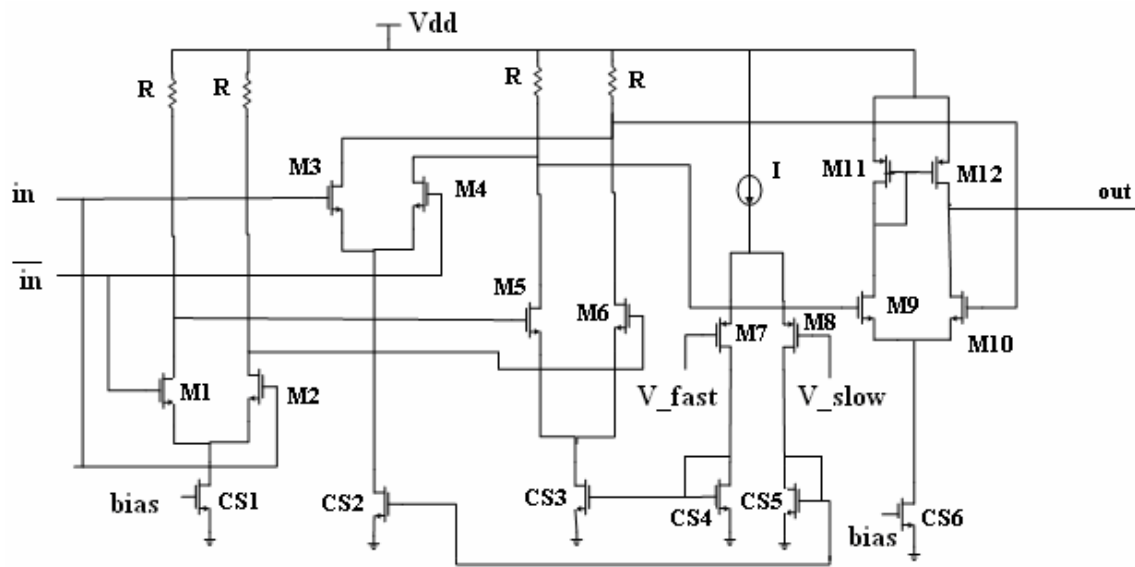 Vdd
R
R
R
R
M3
M4
I
M11
M12
in
out
in
M5
M6
M9
M7
M8
M10
M1
M2
V_fast
V_slow
bias
CS1
CS2
CS3
CS4
CS5
bias
CS6